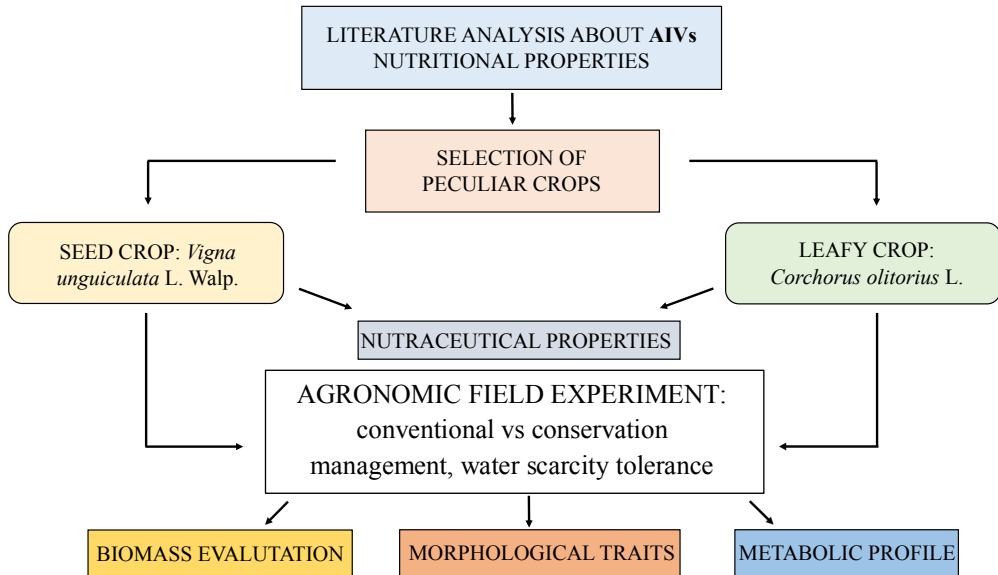 LITERATURE ANALYSIS ABOUT AIVs
NUTRITIONAL PROPERTIES
SELECTION OF
PECULIAR CROPS
SEED CROP: Vigna
unguiculata L. Walp.
LEAFY CROP:
Corchorus olitorius L.
NUTRACEUTICAL PROPERTIES
AGRONOMIC FIELD EXPERIMENT:
conventional vs conservation
management, water scarcity tolerance
BIOMASS EVALUTATION
MORPHOLOGICAL TRAITS
METABOLIC PROFILE